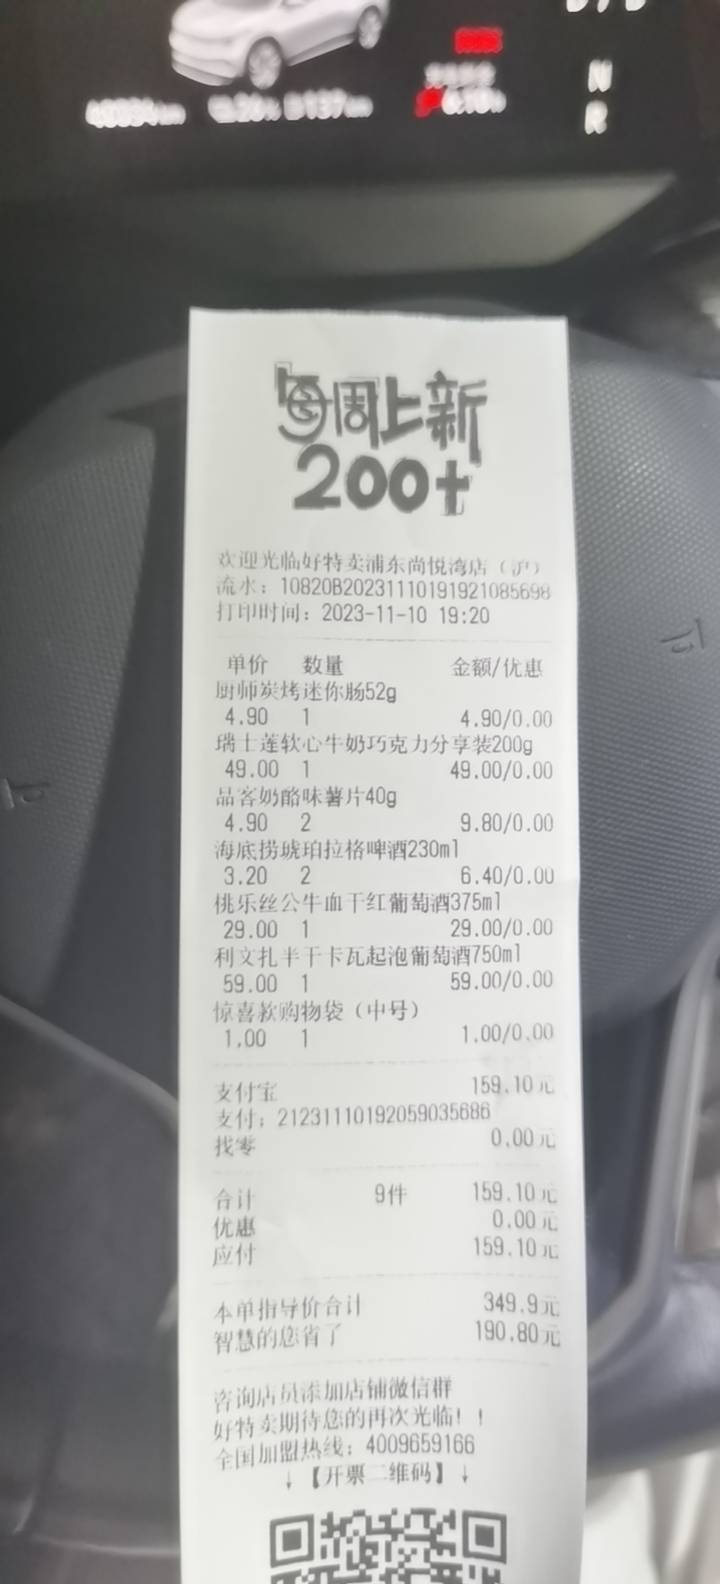 N
R
每周上新
200+
欢迎光临好特卖浦东尚悦湾店（沪）
流水：10820B20231110191921085698
打印时间：2023-11-10 19:20
单价 数量 金额/优惠
厨师炭烤迷你肠52g
4.90 1 4.90/0.00
瑞士莲软心牛奶巧克力分享装200g
49.00 1 49.00/0.00
品客奶酪味薯片40g
4.90 2 9.80/0.00
海底捞琥珀拉格啤酒230ml
3.20 2 6.40/0.00
桃乐丝公牛血干红葡萄酒375ml
29.00 1 29.00/0.00
利文扎半干卡瓦起泡葡萄酒750ml
59.00 1 59.00/0.00
惊喜款购物袋（中号）
1.00 1 1.00/0.00
支付宝 159.10元
支付：21231110192059035686
找零 0.00元
合计 9件 159.10元
优惠 0.00元
应付 159.10元
本单指导价合计 349.9元
智慧的您省了 190.80元
咨询店员添加店铺微信群
好特卖期待您的再次光临！！
全国加盟热线：4009659166
↓【开票二维码】↓